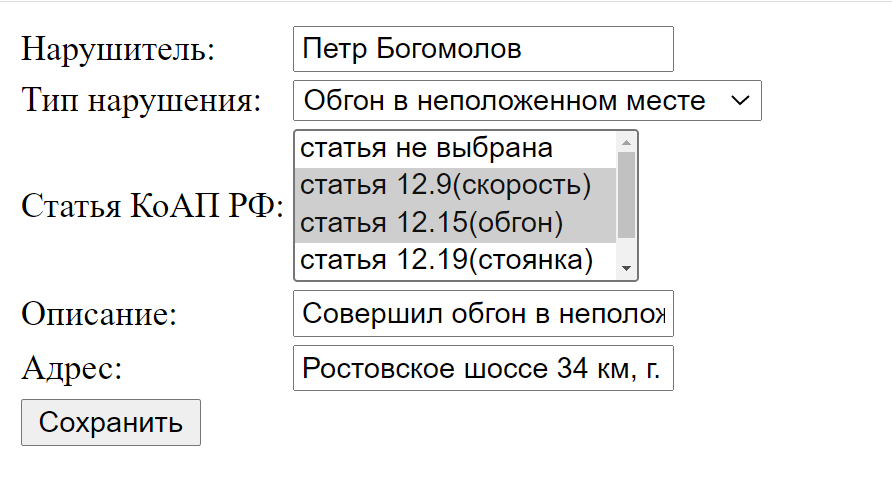 Нарушитель: Петр Богомолов
Тип нарушения: Обгон в неположенном месте
статья не выбрана
статья 12.9(скорость)
Статья КоАП РФ:
статья 12.15(обгон)
статья 12.19(стоянка)
Описание: Совершил обгон в неполож
Адрес: Ростовское шоссе 34 км, г.
Сохранить